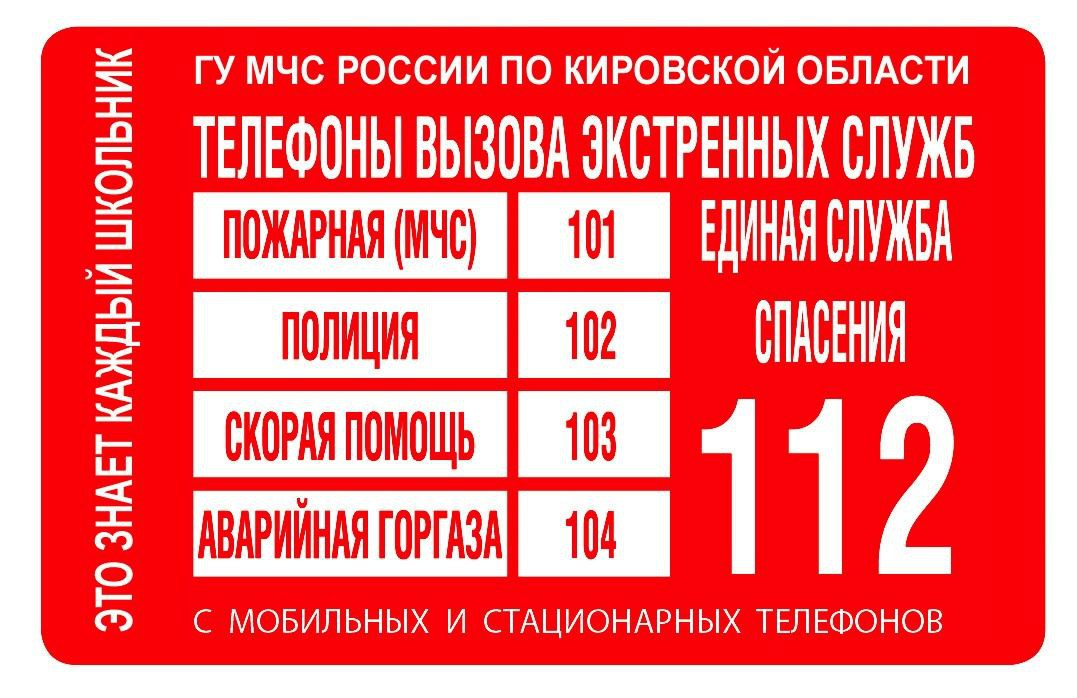 ЭТО ЗНАЕТ КАЖДЫЙ ШКОЛЬНИК
ГУ МЧС РОССИИ ПО КИРОВСКОЙ ОБЛАСТИ
ТЕЛЕФОНЫ ВЫЗОВА ЭКСТРЕННЫХ СЛУЖБ
ПОЖАРНАЯ (МЧС) 101
ПОЛИЦИЯ 102
СКОРАЯ ПОМОЩЬ 103
АВАРИЙНАЯ ГОРГАЗА 104
ЕДИНАЯ СЛУЖБА
СПАСЕНИЯ
112
С МОБИЛЬНЫХ И СТАЦИОНАРНЫХ ТЕЛЕФОНОВ